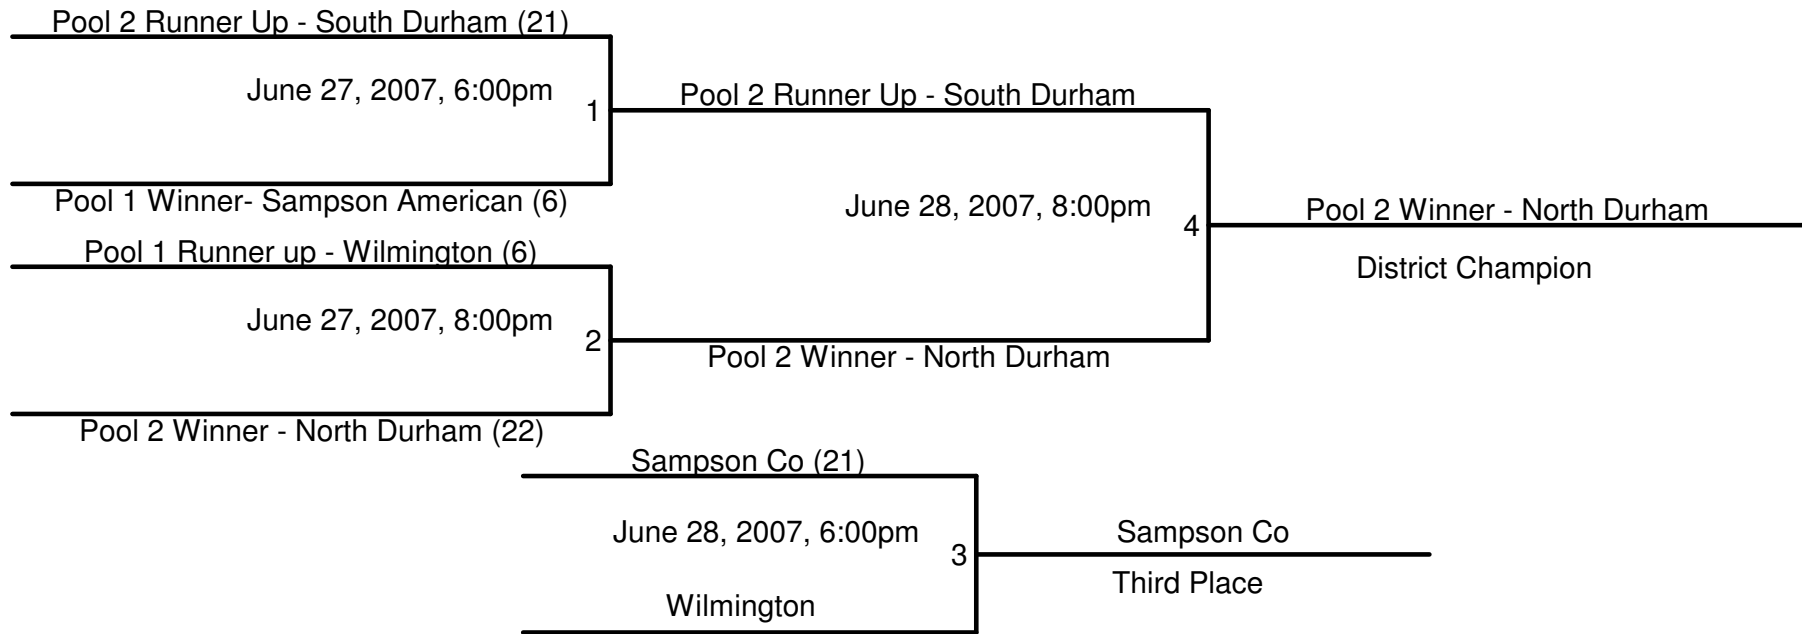 Pool 2 Runner Up - South Durham (21)
June 27, 2007, 6:00pm
1
Pool 2 Runner Up - South Durham
Pool 1 Winner- Sampson American (6)
June 28, 2007, 8:00pm
4
Pool 2 Winner - North Durham
District Champion
Pool 1 Runner up - Wilmington (6)
June 27, 2007, 8:00pm
2
Pool 2 Winner - North Durham
Pool 2 Winner - North Durham (22)
Sampson Co (21)
June 28, 2007, 6:00pm
3
Sampson Co
Third Place
Wilmington